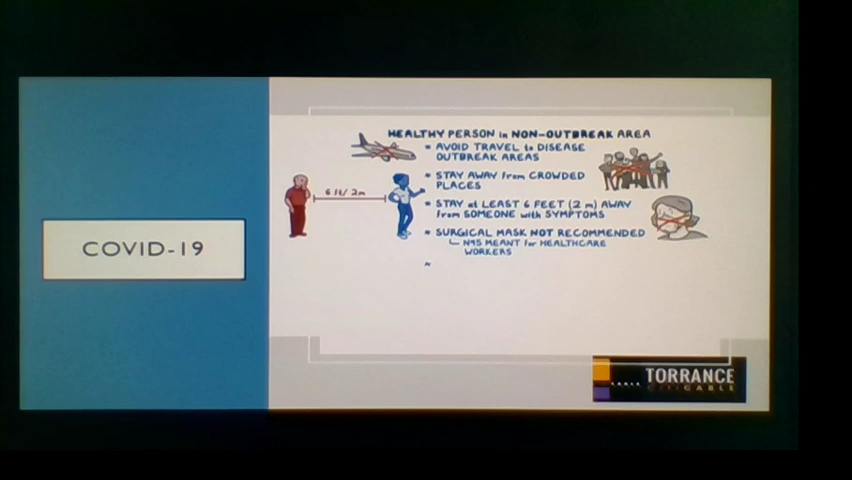 COVID-19
HEALTHY PERSON in NON-OUTBREAK AREA
* AVOID TRAVEL to DISEASE
OUTBREAK AREAS
* STAY AWAY from CROWDED
PLACES
6 ft/ 2m
* STAY at LEAST 6 FEET (2 m) AWAY
from SOMEONE with SYMPTOMS
* SURGICAL MASK NOT RECOMMENDED
N95 MEANT for HEALTHCARE
WORKERS
TORRANCE
CITICABLE